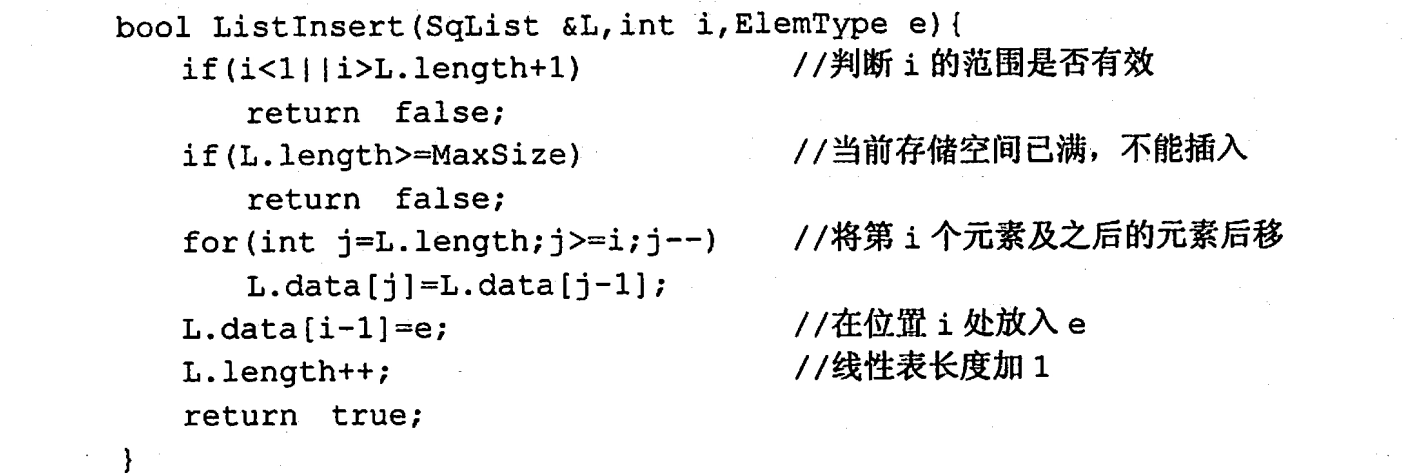 bool ListInsert(SqList &L,int i,ElemType e){
if(i<1||i>L.length+1) //判断 i 的范围是否有效
return false;
if(L.length>=MaxSize) //当前存储空间已满，不能插入
return false;
for(int j=L.length;j>=i;j--) //将第 i 个元素及之后的元素后移
L.data[j]=L.data[j-1];
L.data[i-1]=e; //在位置 i 处放入 e
L.length++; //线性表长度加 1
return true;
}